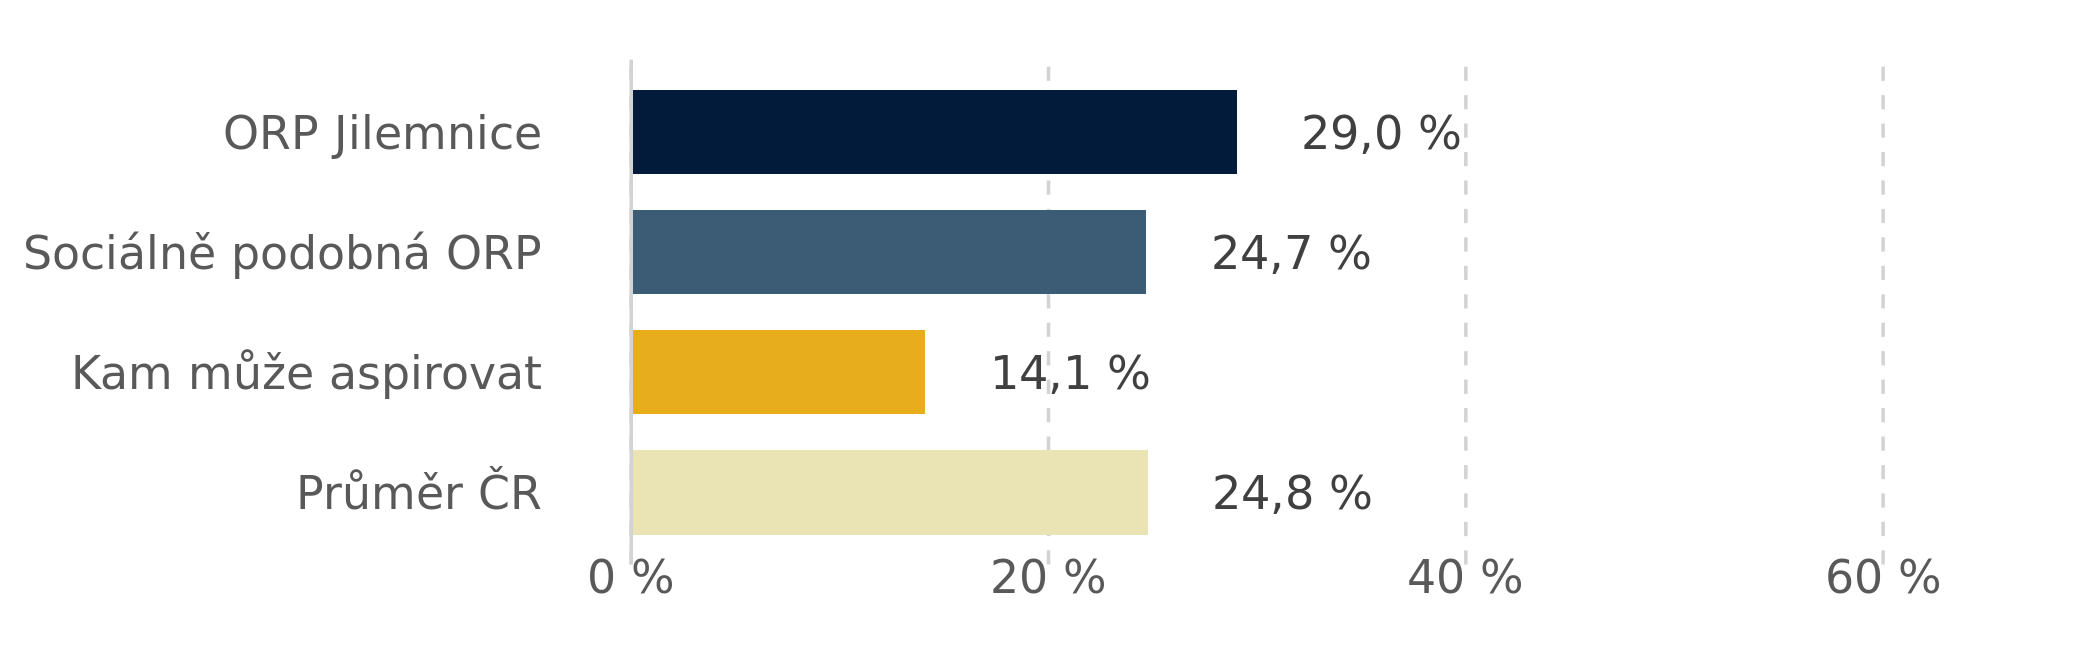 ORP Jilemnice 29,0 %
Sociálně podobná ORP 24,7 %
Kam může aspirovat 14,1 %
Průměr ČR 24,8 %
0 % 20 % 40 % 60 %